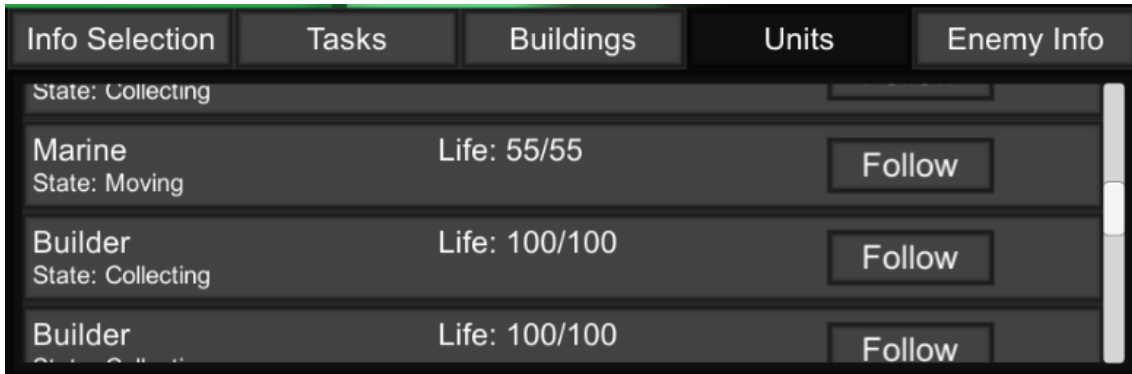 Info Selection Tasks Buildings Units Enemy Info
State: Collecting
Marine Life: 55/55 Follow
State: Moving
Builder Life: 100/100 Follow
State: Collecting
Builder Life: 100/100 Follow